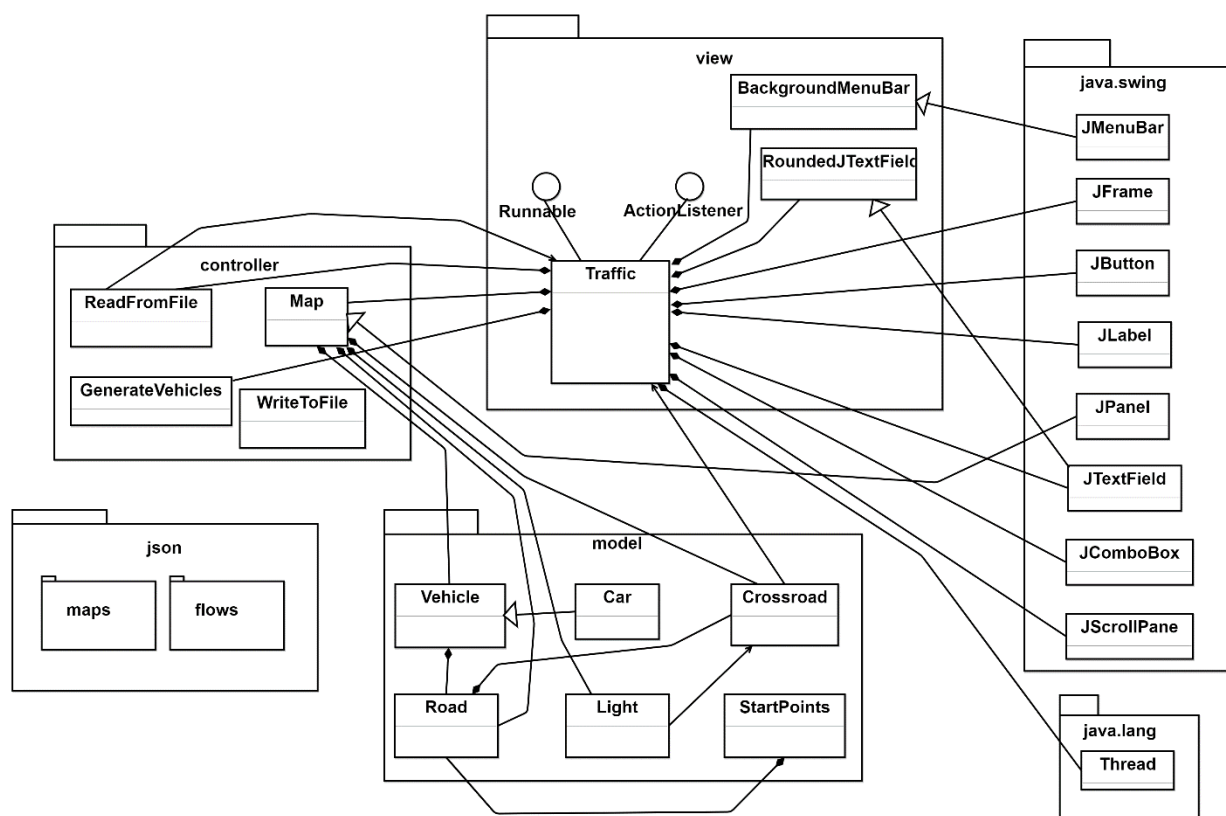 view
BackgroundMenuBar
RoundedJTextField
Runnable
ActionListener
Traffic
java.swing
JMenuBar
JFrame
JButton
JLabel
JPanel
JTextField
JComboBox
JScrollPane
controller
ReadFromFile
Map
GenerateVehicles
WriteToFile
json
maps
flows
model
Vehicle
Car
Crossroad
Road
Light
StartPoints
java.lang
Thread